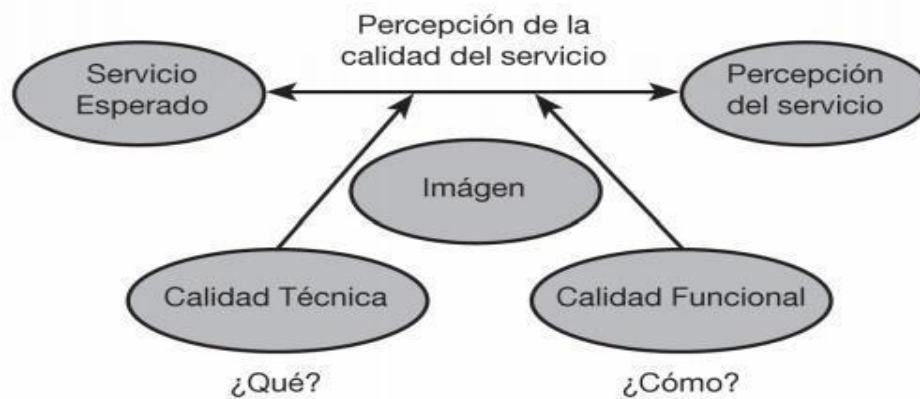 Percepción de la
calidad del servicio
Servicio
Esperado
Percepción
del servicio
Imágen
Calidad Técnica
Calidad Funcional
¿Qué?
¿Cómo?